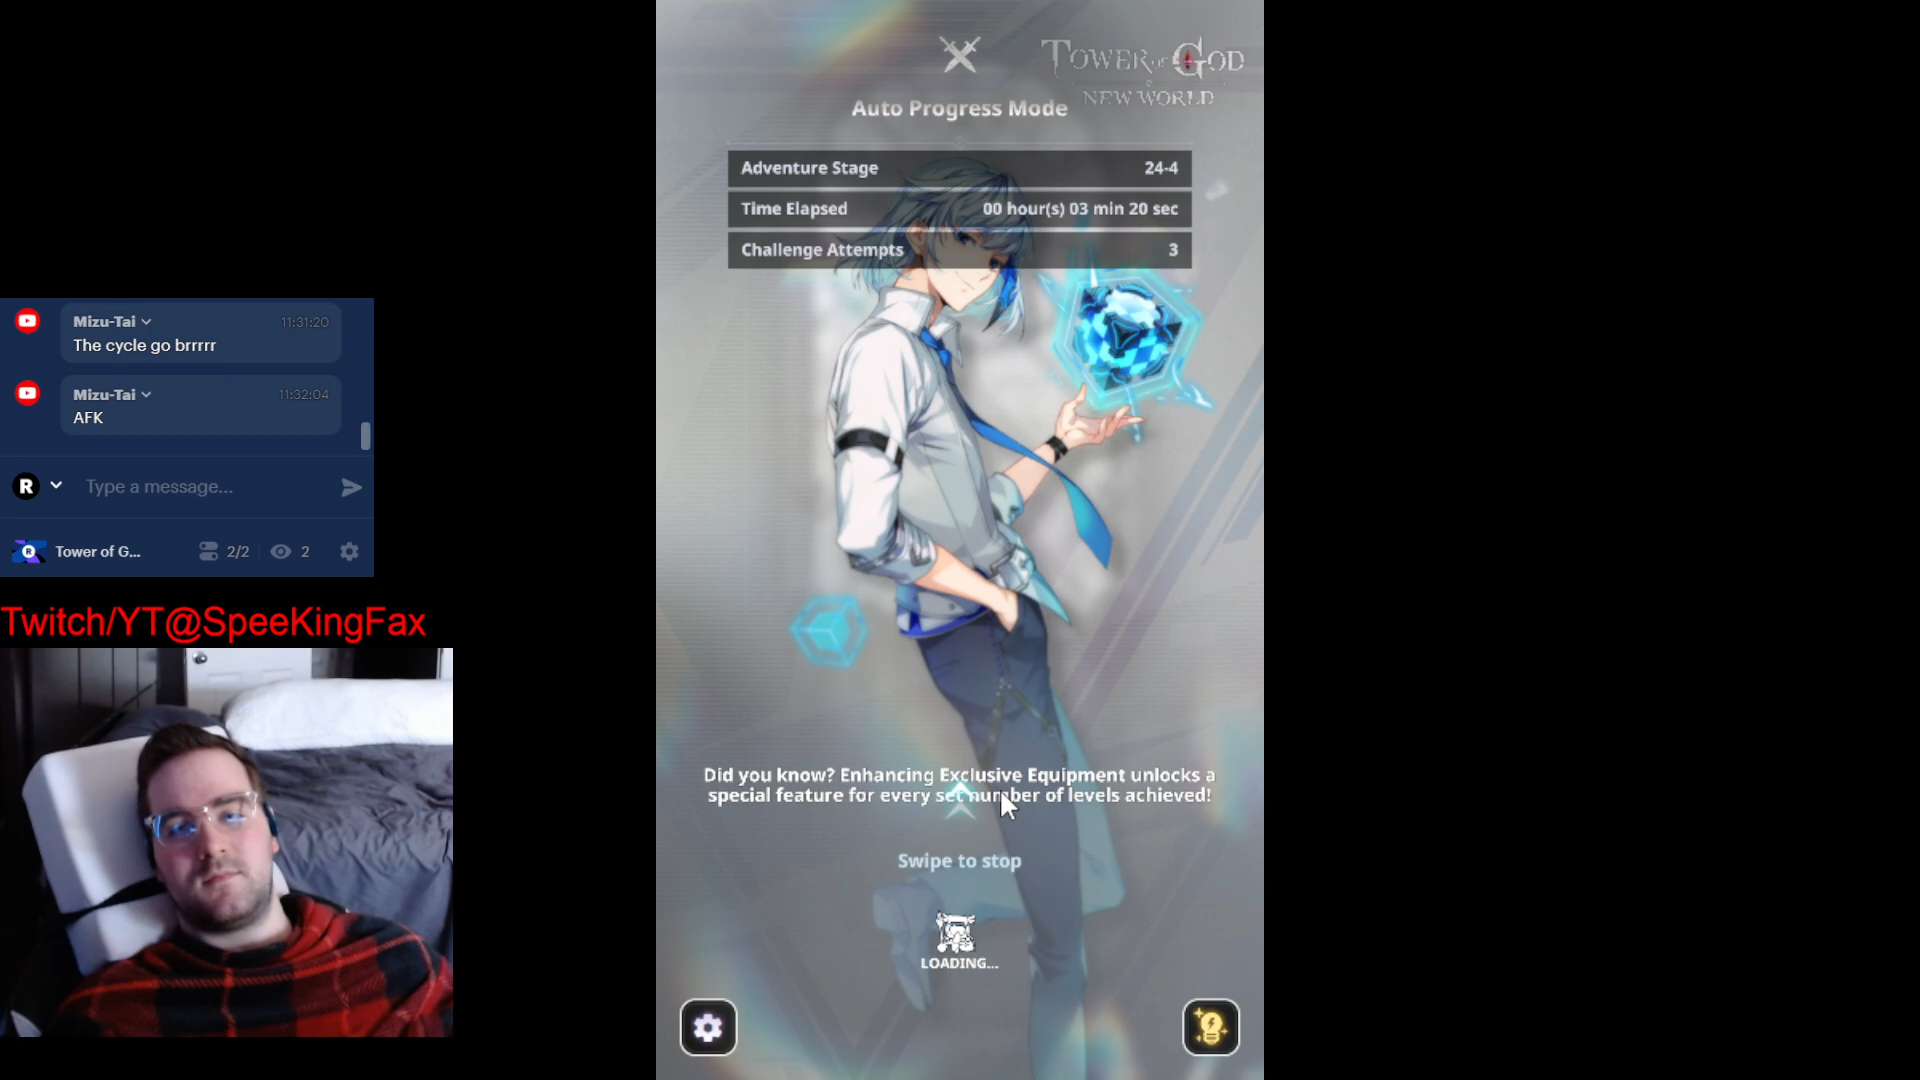 TOWER of GOD
NEW WORLD
Auto Progress Mode
Adventure Stage 24-4
Time Elapsed 00 hour(s) 03 min 20 sec
Challenge Attempts 3
Mizu-Tai 11:31:20
The cycle go brrrrr
Mizu-Tai 11:32:04
AFK
R Type a message...
R Tower of G... 2/2 2
Twitch/YT@SpeeKingFax
Did you know? Enhancing Exclusive Equipment unlocks a
special feature for every set number of levels achieved!
Swipe to stop
LOADING...